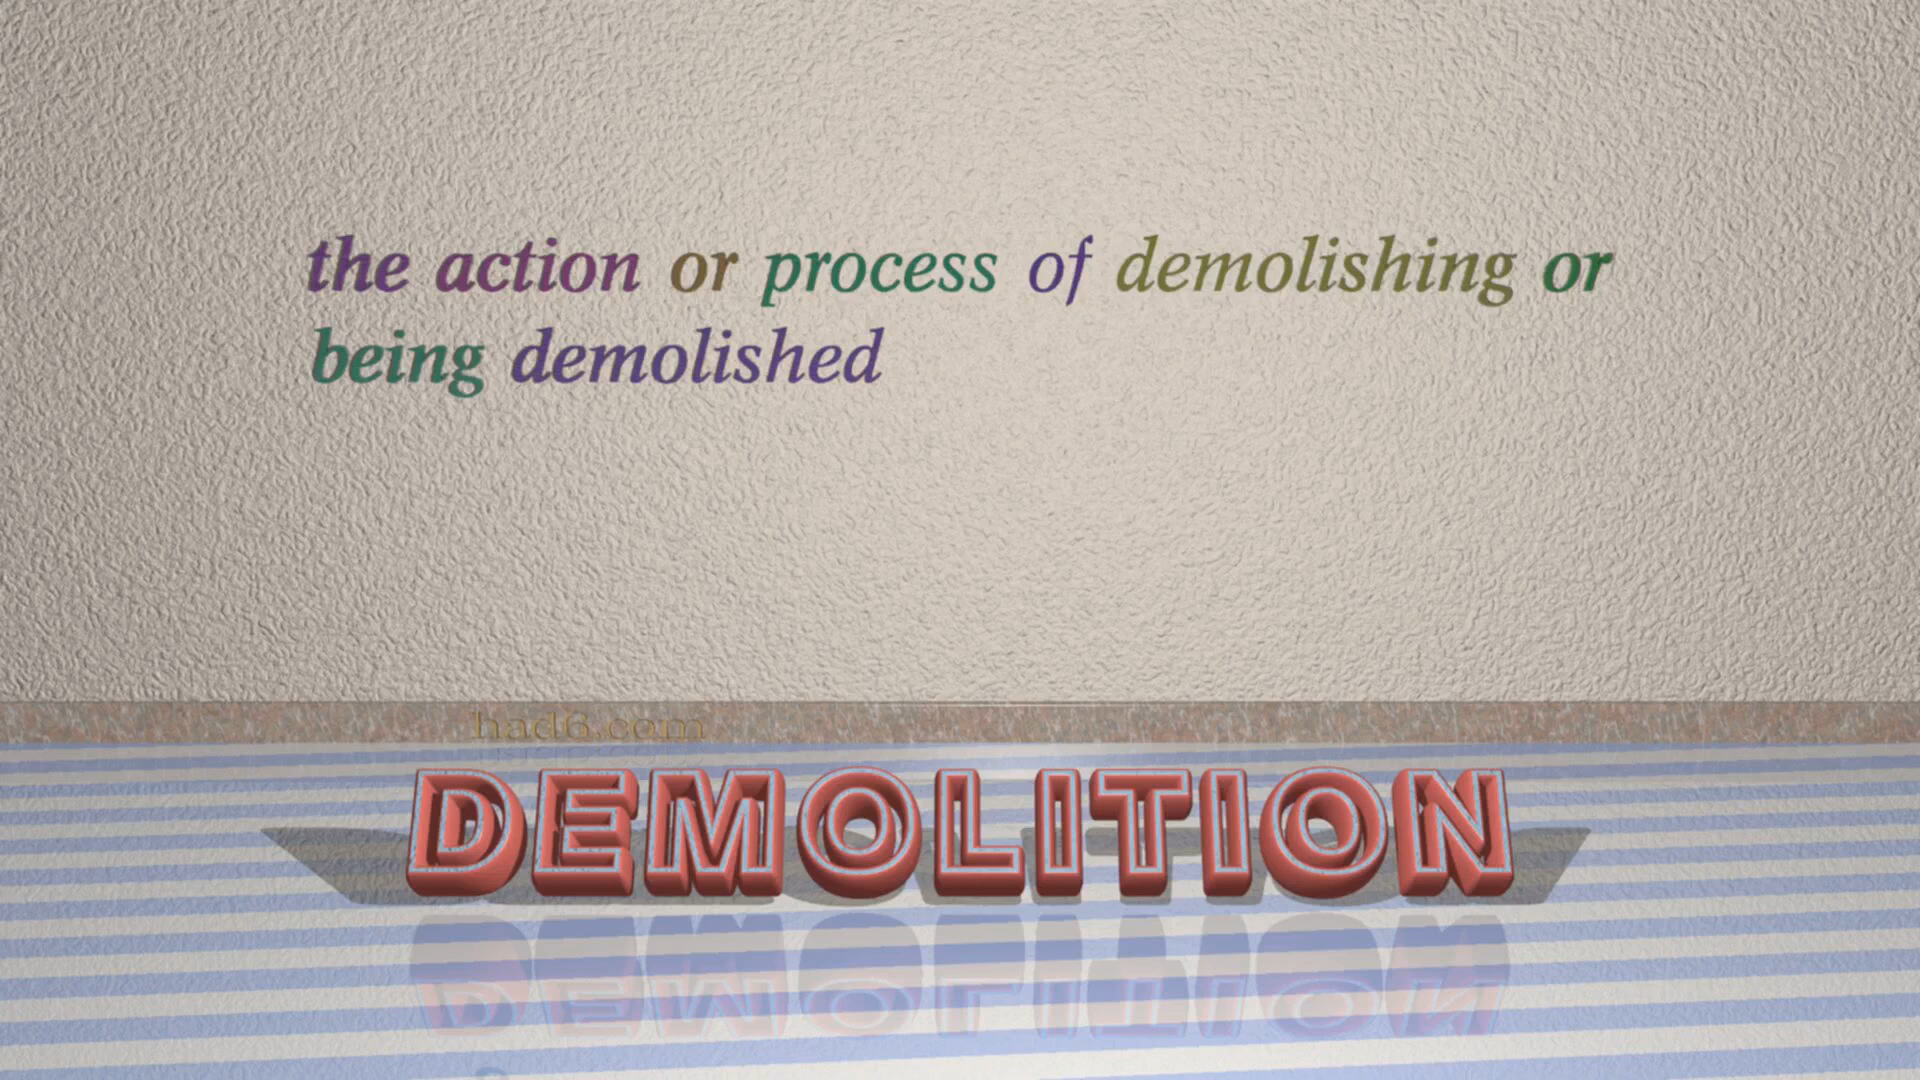 the action or process of demolishing or
being demolished
had6.com
DEMOLITION